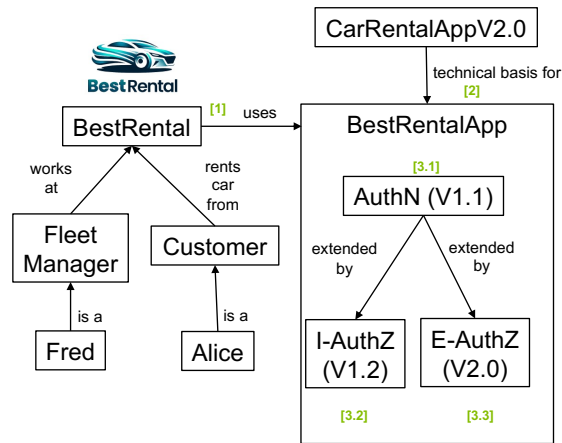 CarRentalAppV2.0
BestRental
technical basis for
[2]
[1]
uses
BestRental
BestRentalApp
[3.1]
works
at
rents
car
from
AuthN (V1.1)
Fleet
Manager
Customer
extended
by
extended
by
is a
is a
Fred
Alice
I-AuthZ
(V1.2)
E-AuthZ
(V2.0)
[3.2]
[3.3]